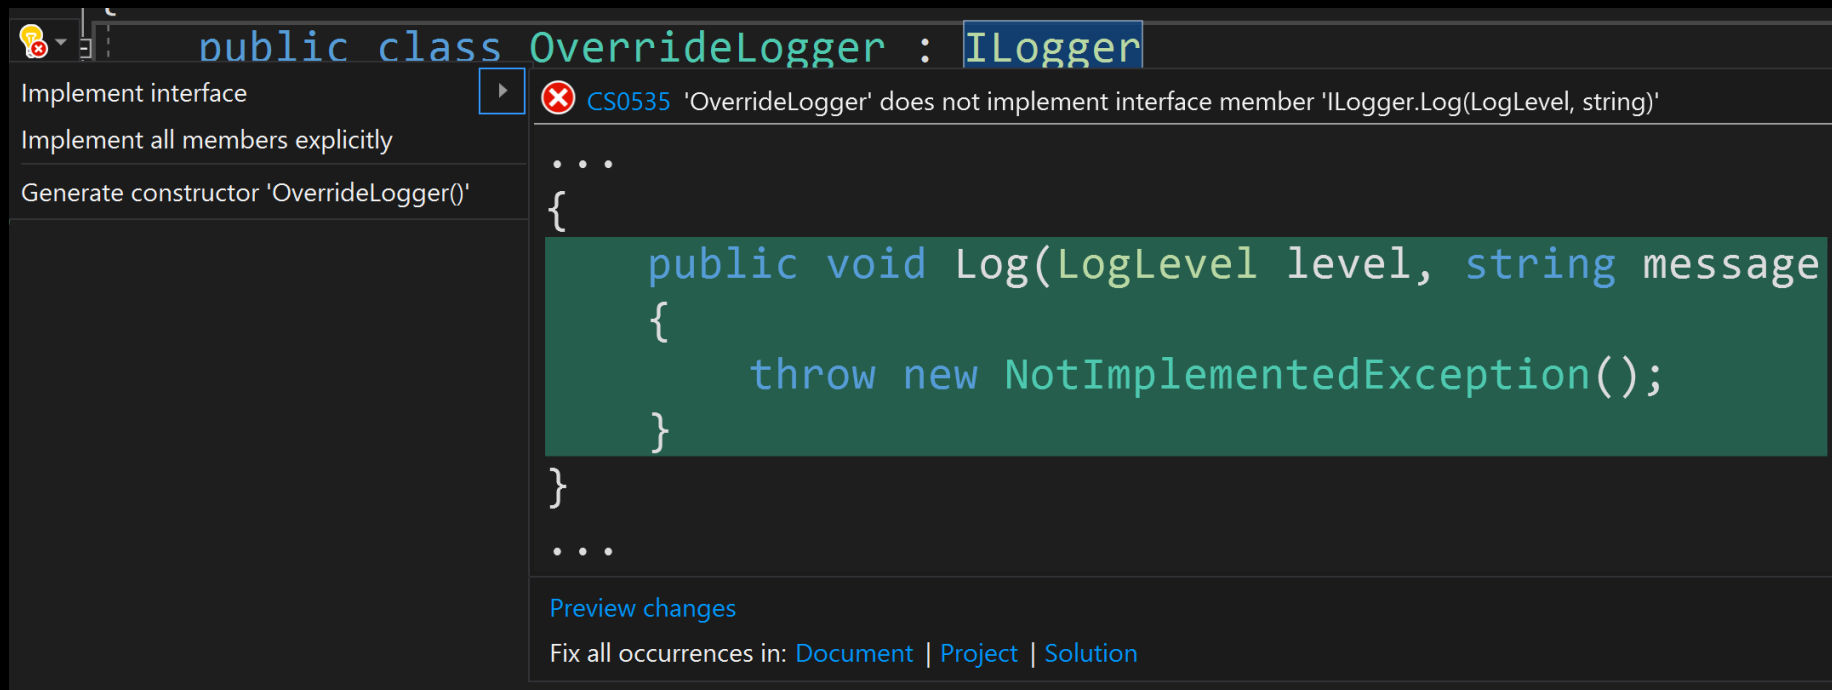 public class OverrideLogger : ILogger
Implement interface
Implement all members explicitly
Generate constructor 'OverrideLogger()'
CS0535 'OverrideLogger' does not implement interface member 'ILogger.Log(LogLevel, string)'
...
{
public void Log(LogLevel level, string message
{
throw new NotImplementedException();
}
}
...
Preview changes
Fix all occurrences in: Document | Project | Solution